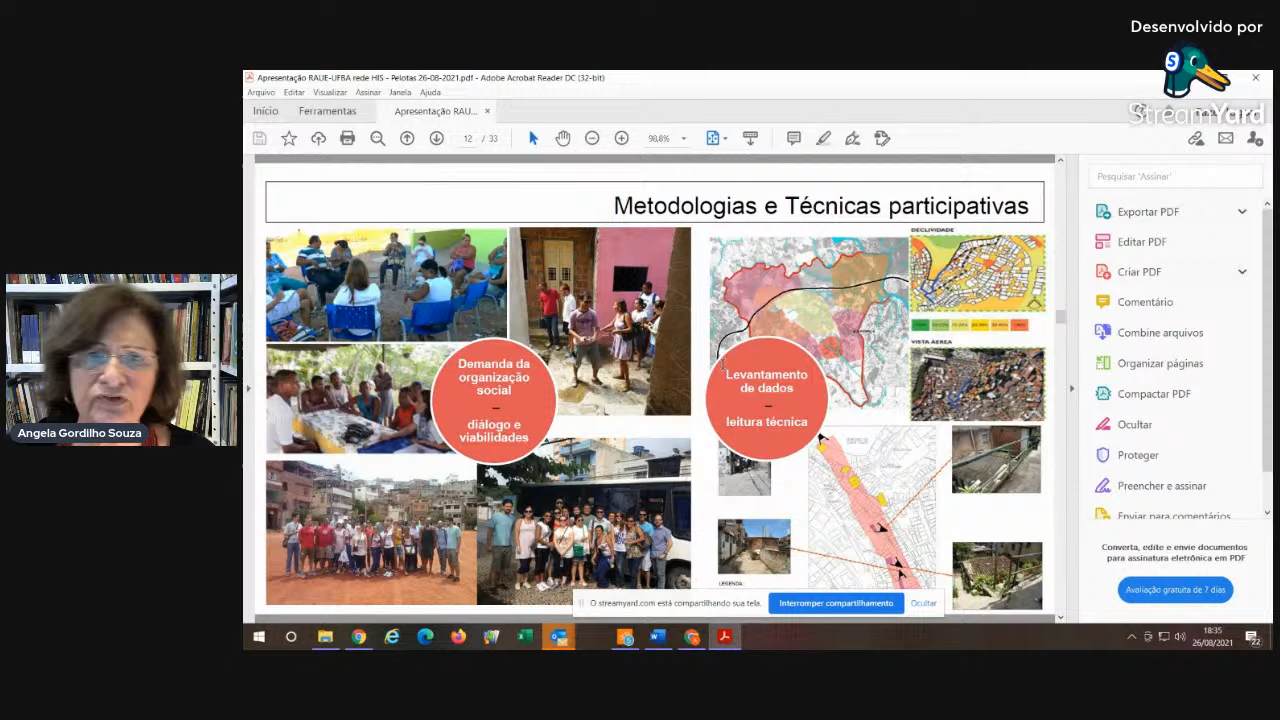 Desenvolvido por
StreamYard
Apresentação RAUE-UFBA rede HIS - Pelotas 26-08-2021.pdf - Adobe Acrobat Reader DC (32-bit)
Arquivo Editar Visualizar Assinar Janela Ajuda
Início Ferramentas Apresentação RAU... ×
12 / 33 98,8%
Metodologias e Técnicas participativas
DECLIVIDADE
VISTA AÉREA
Demanda da
organização
social
–
diálogo e
viabilidades
Levantamento
de dados
–
leitura técnica
LEGENDA
Pesquisar 'Assinar'
Exportar PDF
Editar PDF
Criar PDF
Comentário
Combine arquivos
Organizar páginas
Compactar PDF
Ocultar
Proteger
Preencher e assinar
Enviar para comentários
Converta, edite e envie documentos
para assinatura eletrônica em PDF
Avaliação gratuita de 7 dias
Angela Gordilho Souza
O streamyard.com está compartilhando sua tela.
Interromper compartilhamento
Ocultar
18:35
26/08/2021
22